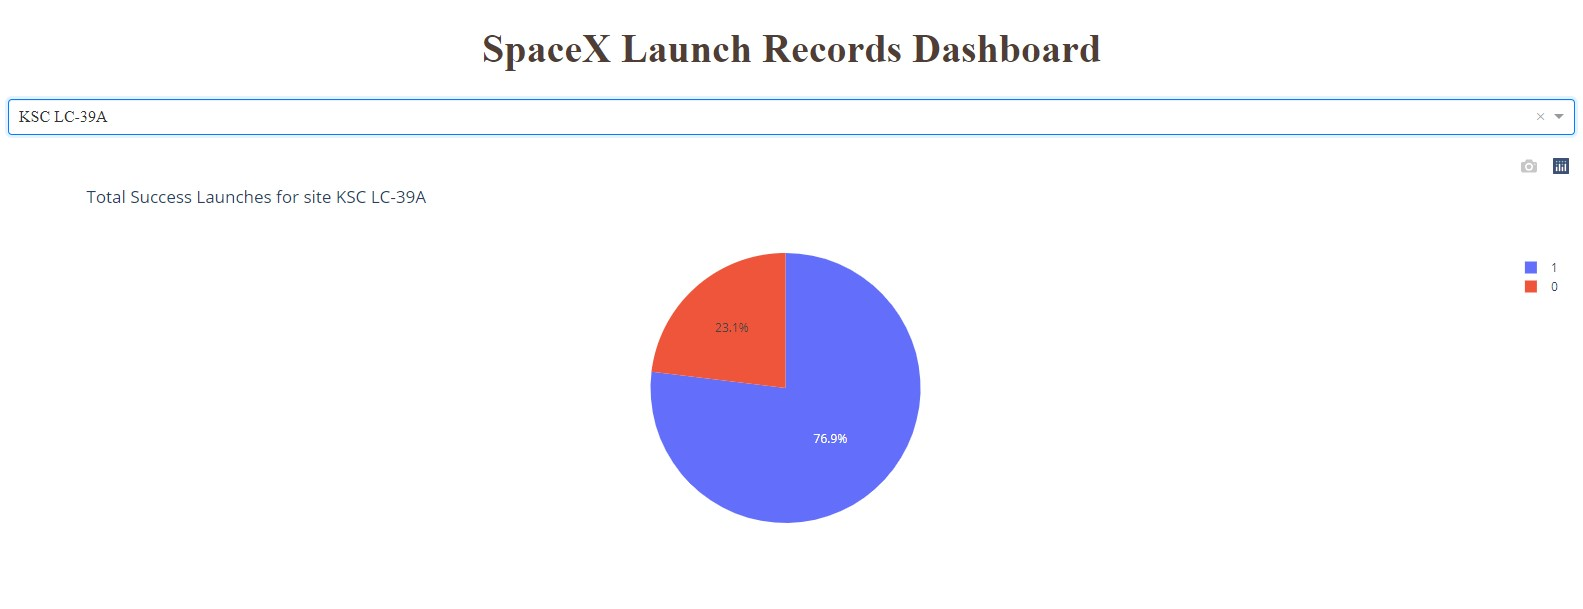 SpaceX Launch Records Dashboard
KSC LC-39A
Total Success Launches for site KSC LC-39A
1
0
23.1%
76.9%